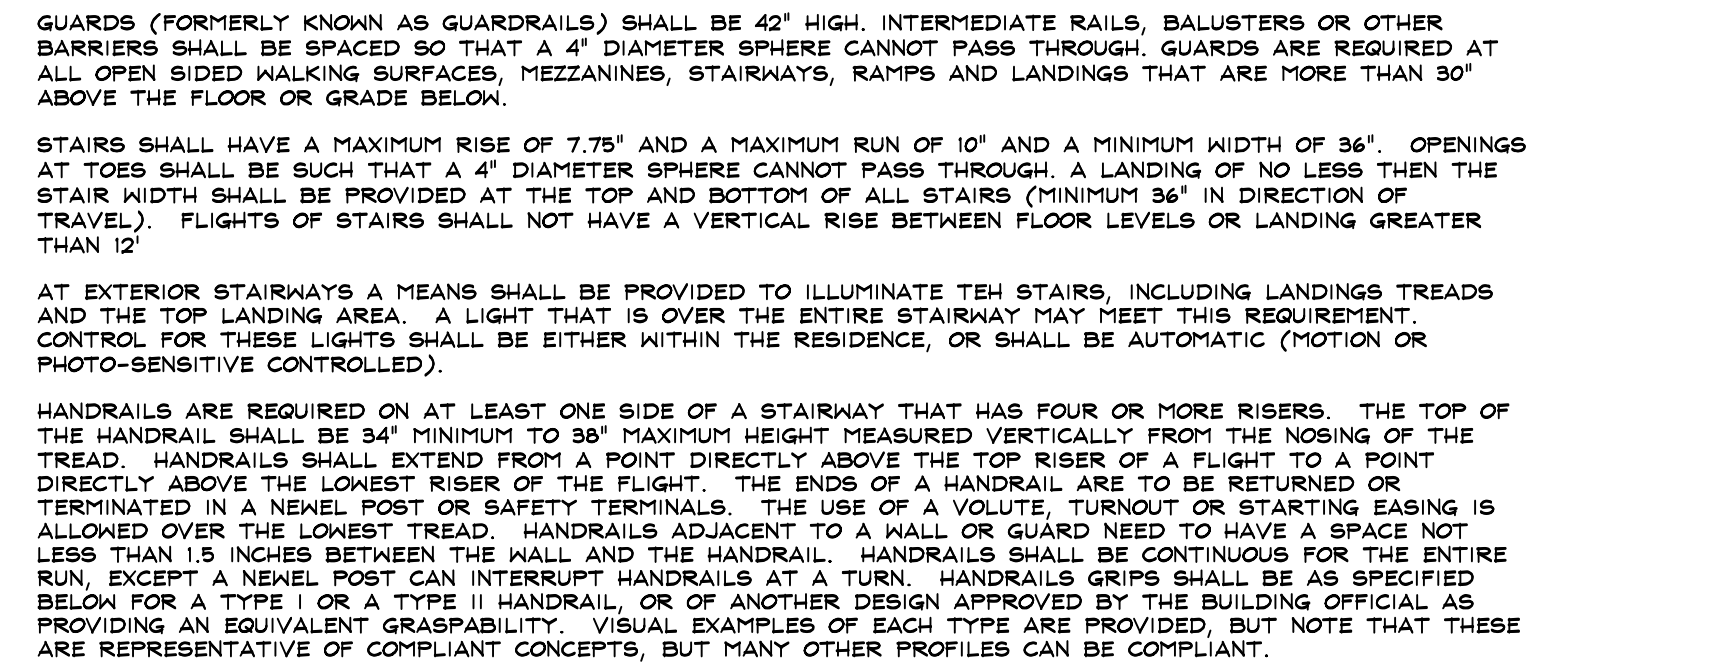 GUARDS (FORMERLY KNOWN AS GUARDRAILS) SHALL BE 42" HIGH. INTERMEDIATE RAILS, BALUSTERS OR OTHER
BARRIERS SHALL BE SPACED SO THAT A 4" DIAMETER SPHERE CANNOT PASS THROUGH. GUARDS ARE REQUIRED AT
ALL OPEN SIDED WALKING SURFACES, MEZZANINES, STAIRWAYS, RAMPS AND LANDINGS THAT ARE MORE THAN 30"
ABOVE THE FLOOR OR GRADE BELOW.
STAIRS SHALL HAVE A MAXIMUM RISE OF 7.75" AND A MAXIMUM RUN OF 10" AND A MINIMUM WIDTH OF 36". OPENINGS
AT TOES SHALL BE SUCH THAT A 4" DIAMETER SPHERE CANNOT PASS THROUGH. A LANDING OF NO LESS THEN THE
STAIR WIDTH SHALL BE PROVIDED AT THE TOP AND BOTTOM OF ALL STAIRS (MINIMUM 36" IN DIRECTION OF
TRAVEL). FLIGHTS OF STAIRS SHALL NOT HAVE A VERTICAL RISE BETWEEN FLOOR LEVELS OR LANDING GREATER
THAN 12'
AT EXTERIOR STAIRWAYS A MEANS SHALL BE PROVIDED TO ILLUMINATE TEH STAIRS, INCLUDING LANDINGS TREADS
AND THE TOP LANDING AREA. A LIGHT THAT IS OVER THE ENTIRE STAIRWAY MAY MEET THIS REQUIREMENT.
CONTROL FOR THESE LIGHTS SHALL BE EITHER WITHIN THE RESIDENCE, OR SHALL BE AUTOMATIC (MOTION OR
PHOTO-SENSITIVE CONTROLLED).
HANDRAILS ARE REQUIRED ON AT LEAST ONE SIDE OF A STAIRWAY THAT HAS FOUR OR MORE RISERS. THE TOP OF
THE HANDRAIL SHALL BE 34" MINIMUM TO 38" MAXIMUM HEIGHT MEASURED VERTICALLY FROM THE NOSING OF THE
TREAD. HANDRAILS SHALL EXTEND FROM A POINT DIRECTLY ABOVE THE TOP RISER OF A FLIGHT TO A POINT
DIRECTLY ABOVE THE LOWEST RISER OF THE FLIGHT. THE ENDS OF A HANDRAIL ARE TO BE RETURNED OR
TERMINATED IN A NEWEL POST OR SAFETY TERMINALS. THE USE OF A VOLUTE, TURNOUT OR STARTING EASING IS
ALLOWED OVER THE LOWEST TREAD. HANDRAILS ADJACENT TO A WALL OR GUARD NEED TO HAVE A SPACE NOT
LESS THAN 1.5 INCHES BETWEEN THE WALL AND THE HANDRAIL. HANDRAILS SHALL BE CONTINUOUS FOR THE ENTIRE
RUN, EXCEPT A NEWEL POST CAN INTERRUPT HANDRAILS AT A TURN. HANDRAILS GRIPS SHALL BE AS SPECIFIED
BELOW FOR A TYPE I OR A TYPE II HANDRAIL, OR OF ANOTHER DESIGN APPROVED BY THE BUILDING OFFICIAL AS
PROVIDING AN EQUIVALENT GRASPABILITY. VISUAL EXAMPLES OF EACH TYPE ARE PROVIDED, BUT NOTE THAT THESE
ARE REPRESENTATIVE OF COMPLIANT CONCEPTS, BUT MANY OTHER PROFILES CAN BE COMPLIANT.